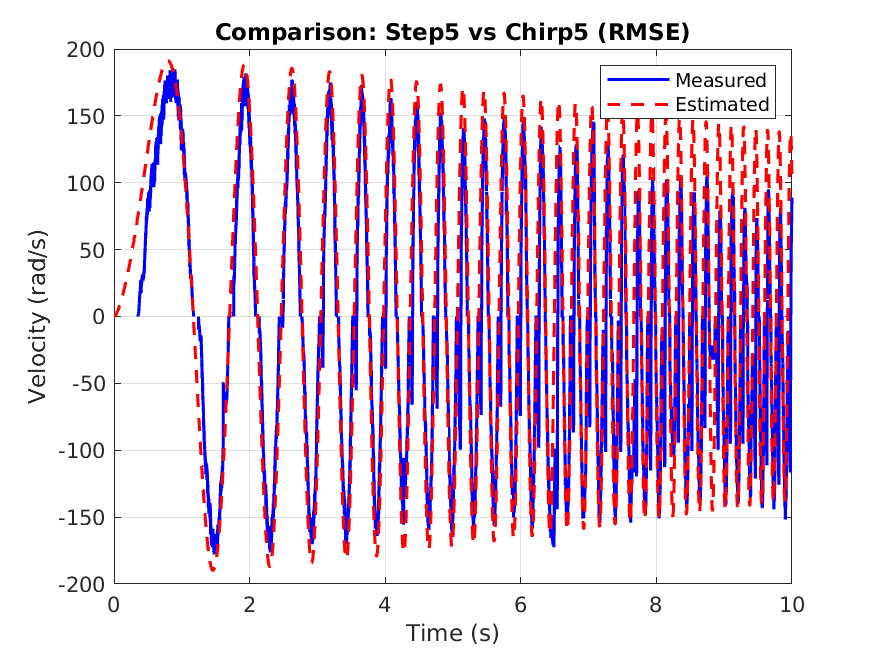 Comparison: Step5 vs Chirp5 (RMSE)
200
150
100
50
0
-50
-100
-150
-200
Velocity (rad/s)
Measured
Estimated
0 2 4 6 8 10
Time (s)